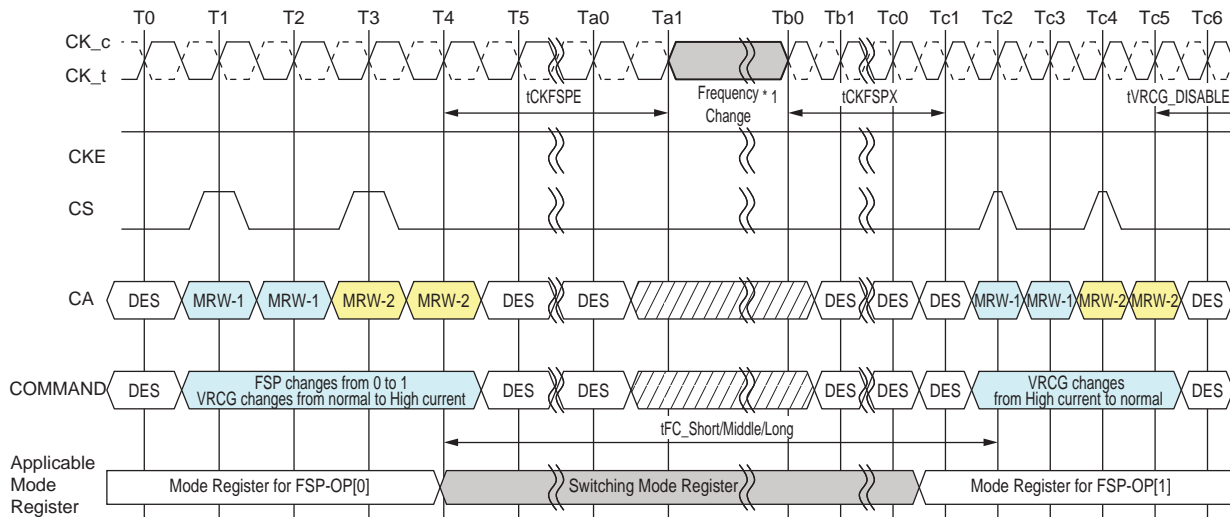 T0 T1 T2 T3 T4 T5 Ta0 Ta1 Tb0 Tb1 Tc0 Tc1 Tc2 Tc3 Tc4 Tc5 Tc6
CK_c
CK_t
tCKFSPE
Frequency * 1
Change
tCKFSPX
tVRCG_DISABLE
CKE
CS
CA
DES MRW-1 MRW-1 MRW-2 MRW-2 DES DES DES DES DES MRW-1 MRW-1 MRW-2 MRW-2 DES
COMMAND
DES
FSP changes from 0 to 1
VRCG changes from normal to High current
DES DES DES DES DES
VRCG changes
from High current to normal
DES
tFC_Short/Middle/Long
Applicable
Mode
Register
Mode Register for FSP-OP[0]
Switching Mode Register
Mode Register for FSP-OP[1]